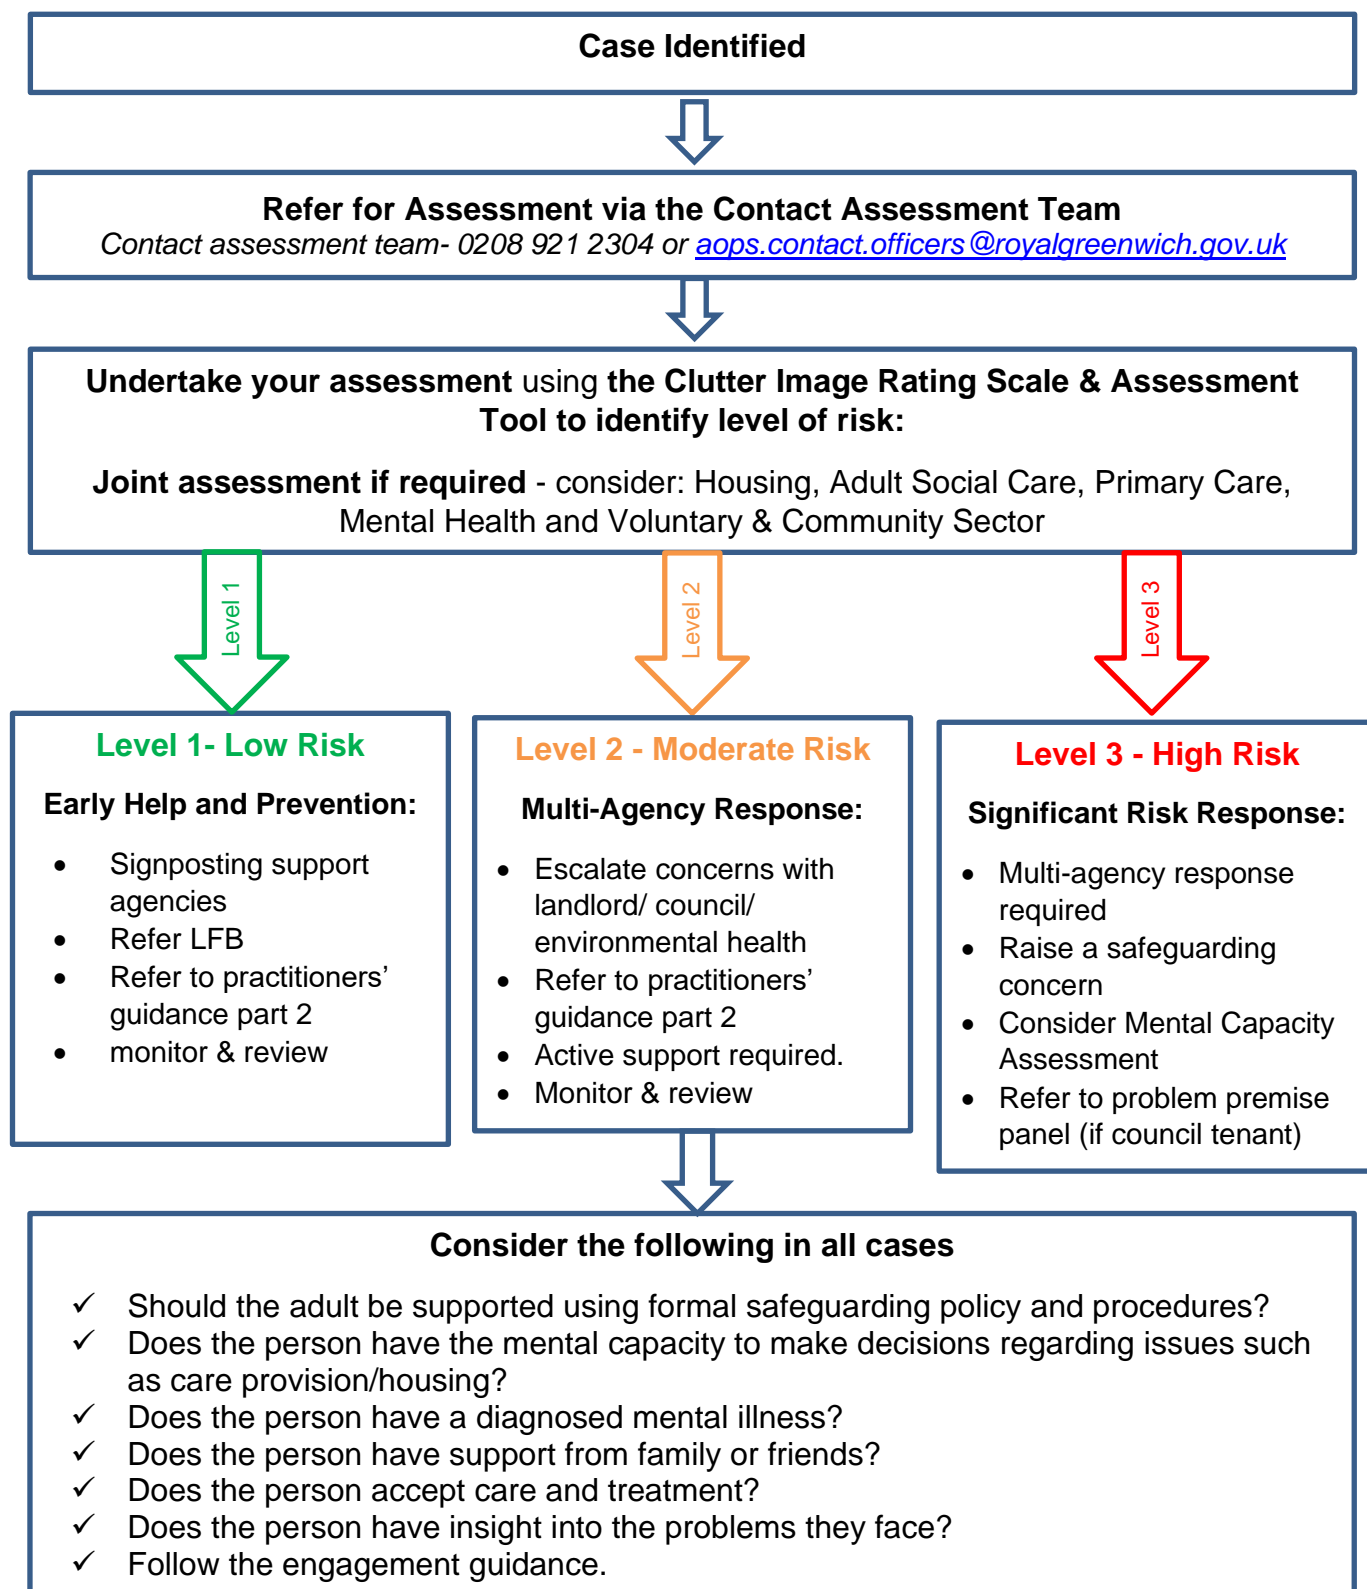 Case Identified
Refer for Assessment via the Contact Assessment Team
Contact assessment team- 0208 921 2304 or aops.contact.officers@royalgreenwich.gov.uk
Undertake your assessment using the Clutter Image Rating Scale & Assessment
Tool to identify level of risk:
Joint assessment if required - consider: Housing, Adult Social Care, Primary Care,
Mental Health and Voluntary & Community Sector
Level 1
Level 2
Level 3
Level 1- Low Risk
Early Help and Prevention:
• Signposting support
agencies
• Refer LFB
• Refer to practitioners’
guidance part 2
• monitor & review
Level 2 - Moderate Risk
Multi-Agency Response:
• Escalate concerns with
landlord/ council/
environmental health
• Refer to practitioners’
guidance part 2
• Active support required.
• Monitor & review
Level 3 - High Risk
Significant Risk Response:
• Multi-agency response
required
• Raise a safeguarding
concern
• Consider Mental Capacity
Assessment
• Refer to problem premise
panel (if council tenant)
Consider the following in all cases
✓ Should the adult be supported using formal safeguarding policy and procedures?
✓ Does the person have the mental capacity to make decisions regarding issues such
as care provision/housing?
✓ Does the person have a diagnosed mental illness?
✓ Does the person have support from family or friends?
✓ Does the person accept care and treatment?
✓ Does the person have insight into the problems they face?
✓ Follow the engagement guidance.